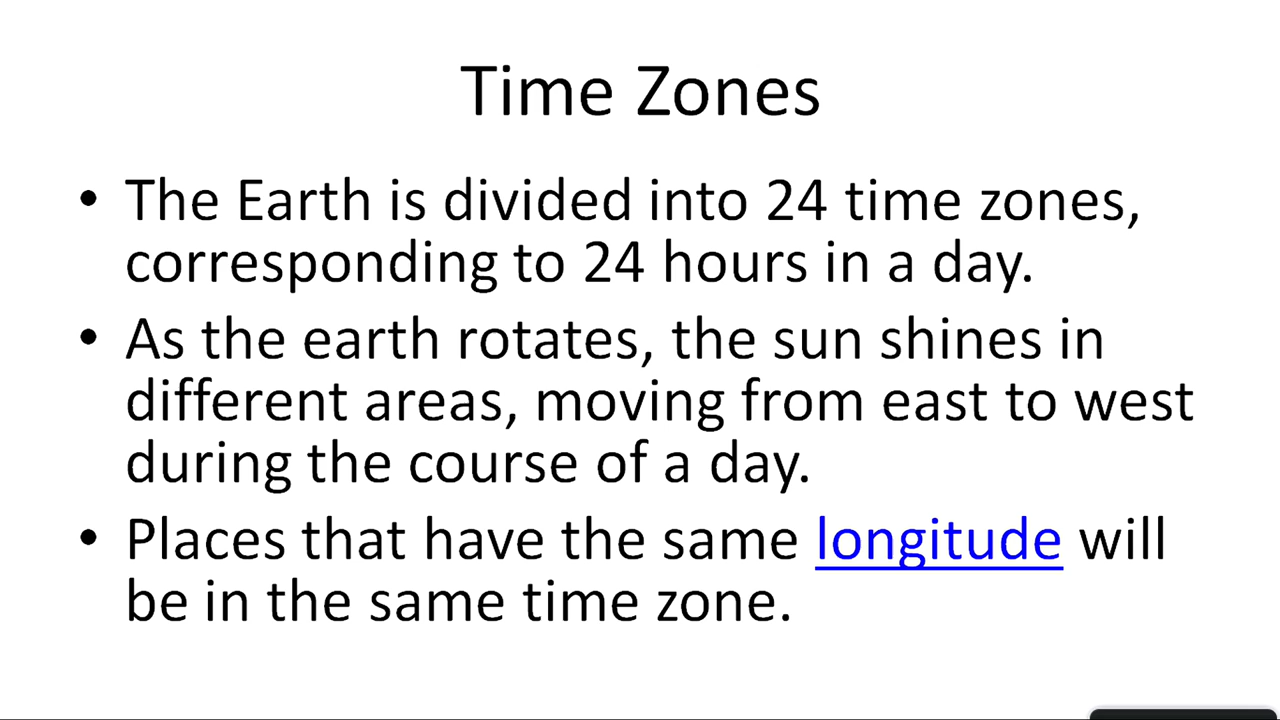 Time Zones
• The Earth is divided into 24 time zones,
corresponding to 24 hours in a day.
• As the earth rotates, the sun shines in
different areas, moving from east to west
during the course of a day.
• Places that have the same longitude will
be in the same time zone.